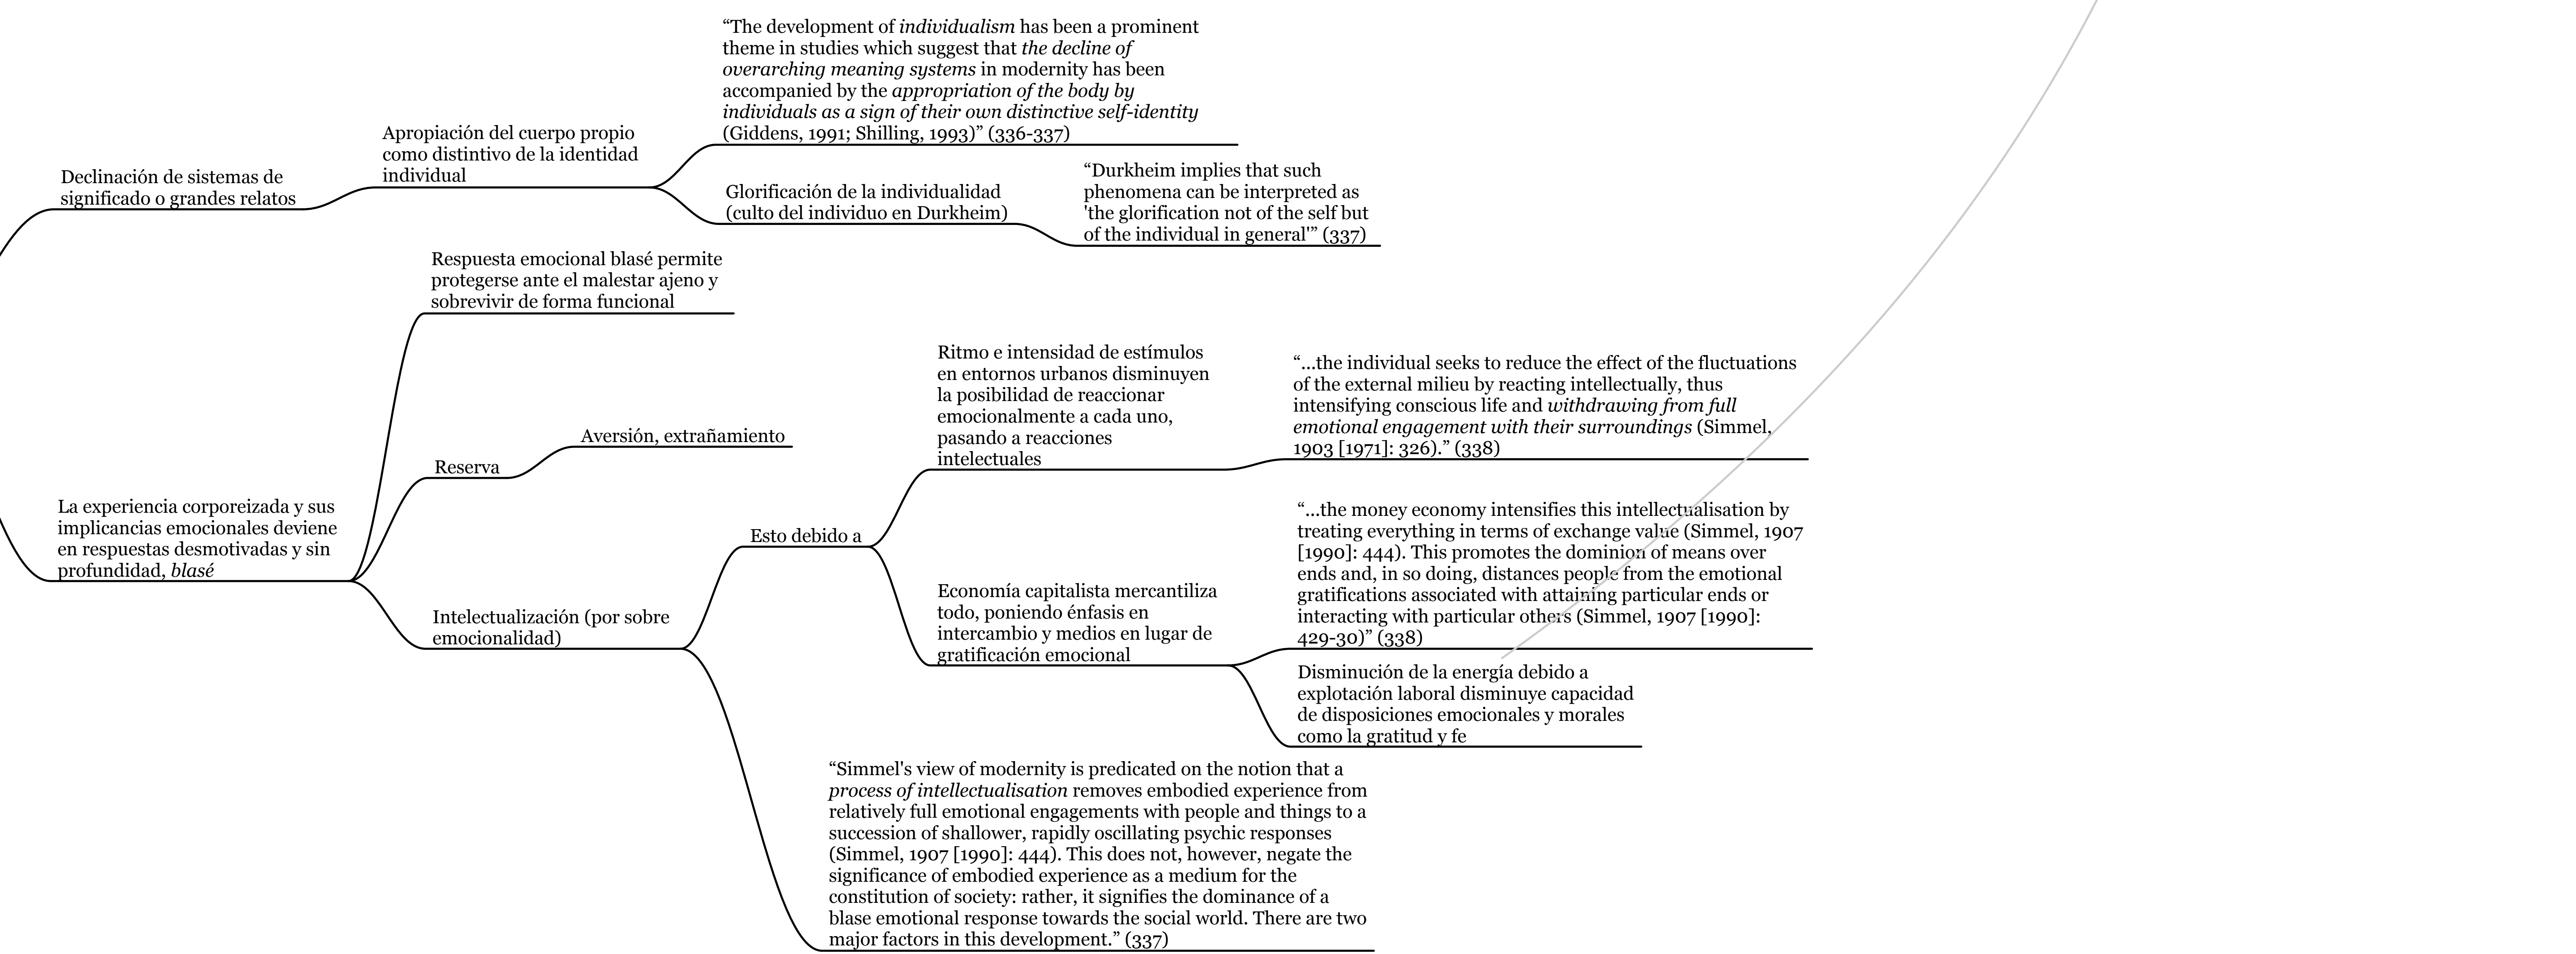 “The development of individualism has been a prominent
theme in studies which suggest that the decline of
overarching meaning systems in modernity has been
accompanied by the appropriation of the body by
individuals as a sign of their own distinctive self-identity
(Giddens, 1991; Shilling, 1993)” (336-337)
Apropiación del cuerpo propio
como distintivo de la identidad
individual
Declinación de sistemas de
significado o grandes relatos
Glorificación de la individualidad
(culto del individuo en Durkheim)
“Durkheim implies that such
phenomena can be interpreted as
'the glorification not of the self but
of the individual in general'” (337)
Respuesta emocional blasé permite
protegerse ante el malestar ajeno y
sobrevivir de forma funcional
Ritmo e intensidad de estímulos
en entornos urbanos disminuyen
la posibilidad de reaccionar
emocionalmente a cada uno,
pasando a reacciones
intelectuales
“...the individual seeks to reduce the effect of the fluctuations
of the external milieu by reacting intellectually, thus
intensifying conscious life and withdrawing from full
emotional engagement with their surroundings (Simmel,
1903 [1971]: 326).” (338)
Aversión, extrañamiento
Reserva
La experiencia corporeizada y sus
implicancias emocionales deviene
en respuestas desmotivadas y sin
profundidad, blasé
Esto debido a
“...the money economy intensifies this intellectualisation by
treating everything in terms of exchange value (Simmel, 1907
[1990]: 444). This promotes the dominion of means over
ends and, in so doing, distances people from the emotional
gratifications associated with attaining particular ends or
interacting with particular others (Simmel, 1907 [1990]:
429-30)” (338)
Economía capitalista mercantiliza
todo, poniendo énfasis en
intercambio y medios en lugar de
gratificación emocional
Intelectualización (por sobre
emocionalidad)
Disminución de la energía debido a
explotación laboral disminuye capacidad
de disposiciones emocionales y morales
como la gratitud y fe
“Simmel's view of modernity is predicated on the notion that a
process of intellectualisation removes embodied experience from
relatively full emotional engagements with people and things to a
succession of shallower, rapidly oscillating psychic responses
(Simmel, 1907 [1990]: 444). This does not, however, negate the
significance of embodied experience as a medium for the
constitution of society: rather, it signifies the dominance of a
blase emotional response towards the social world. There are two
major factors in this development.” (337)